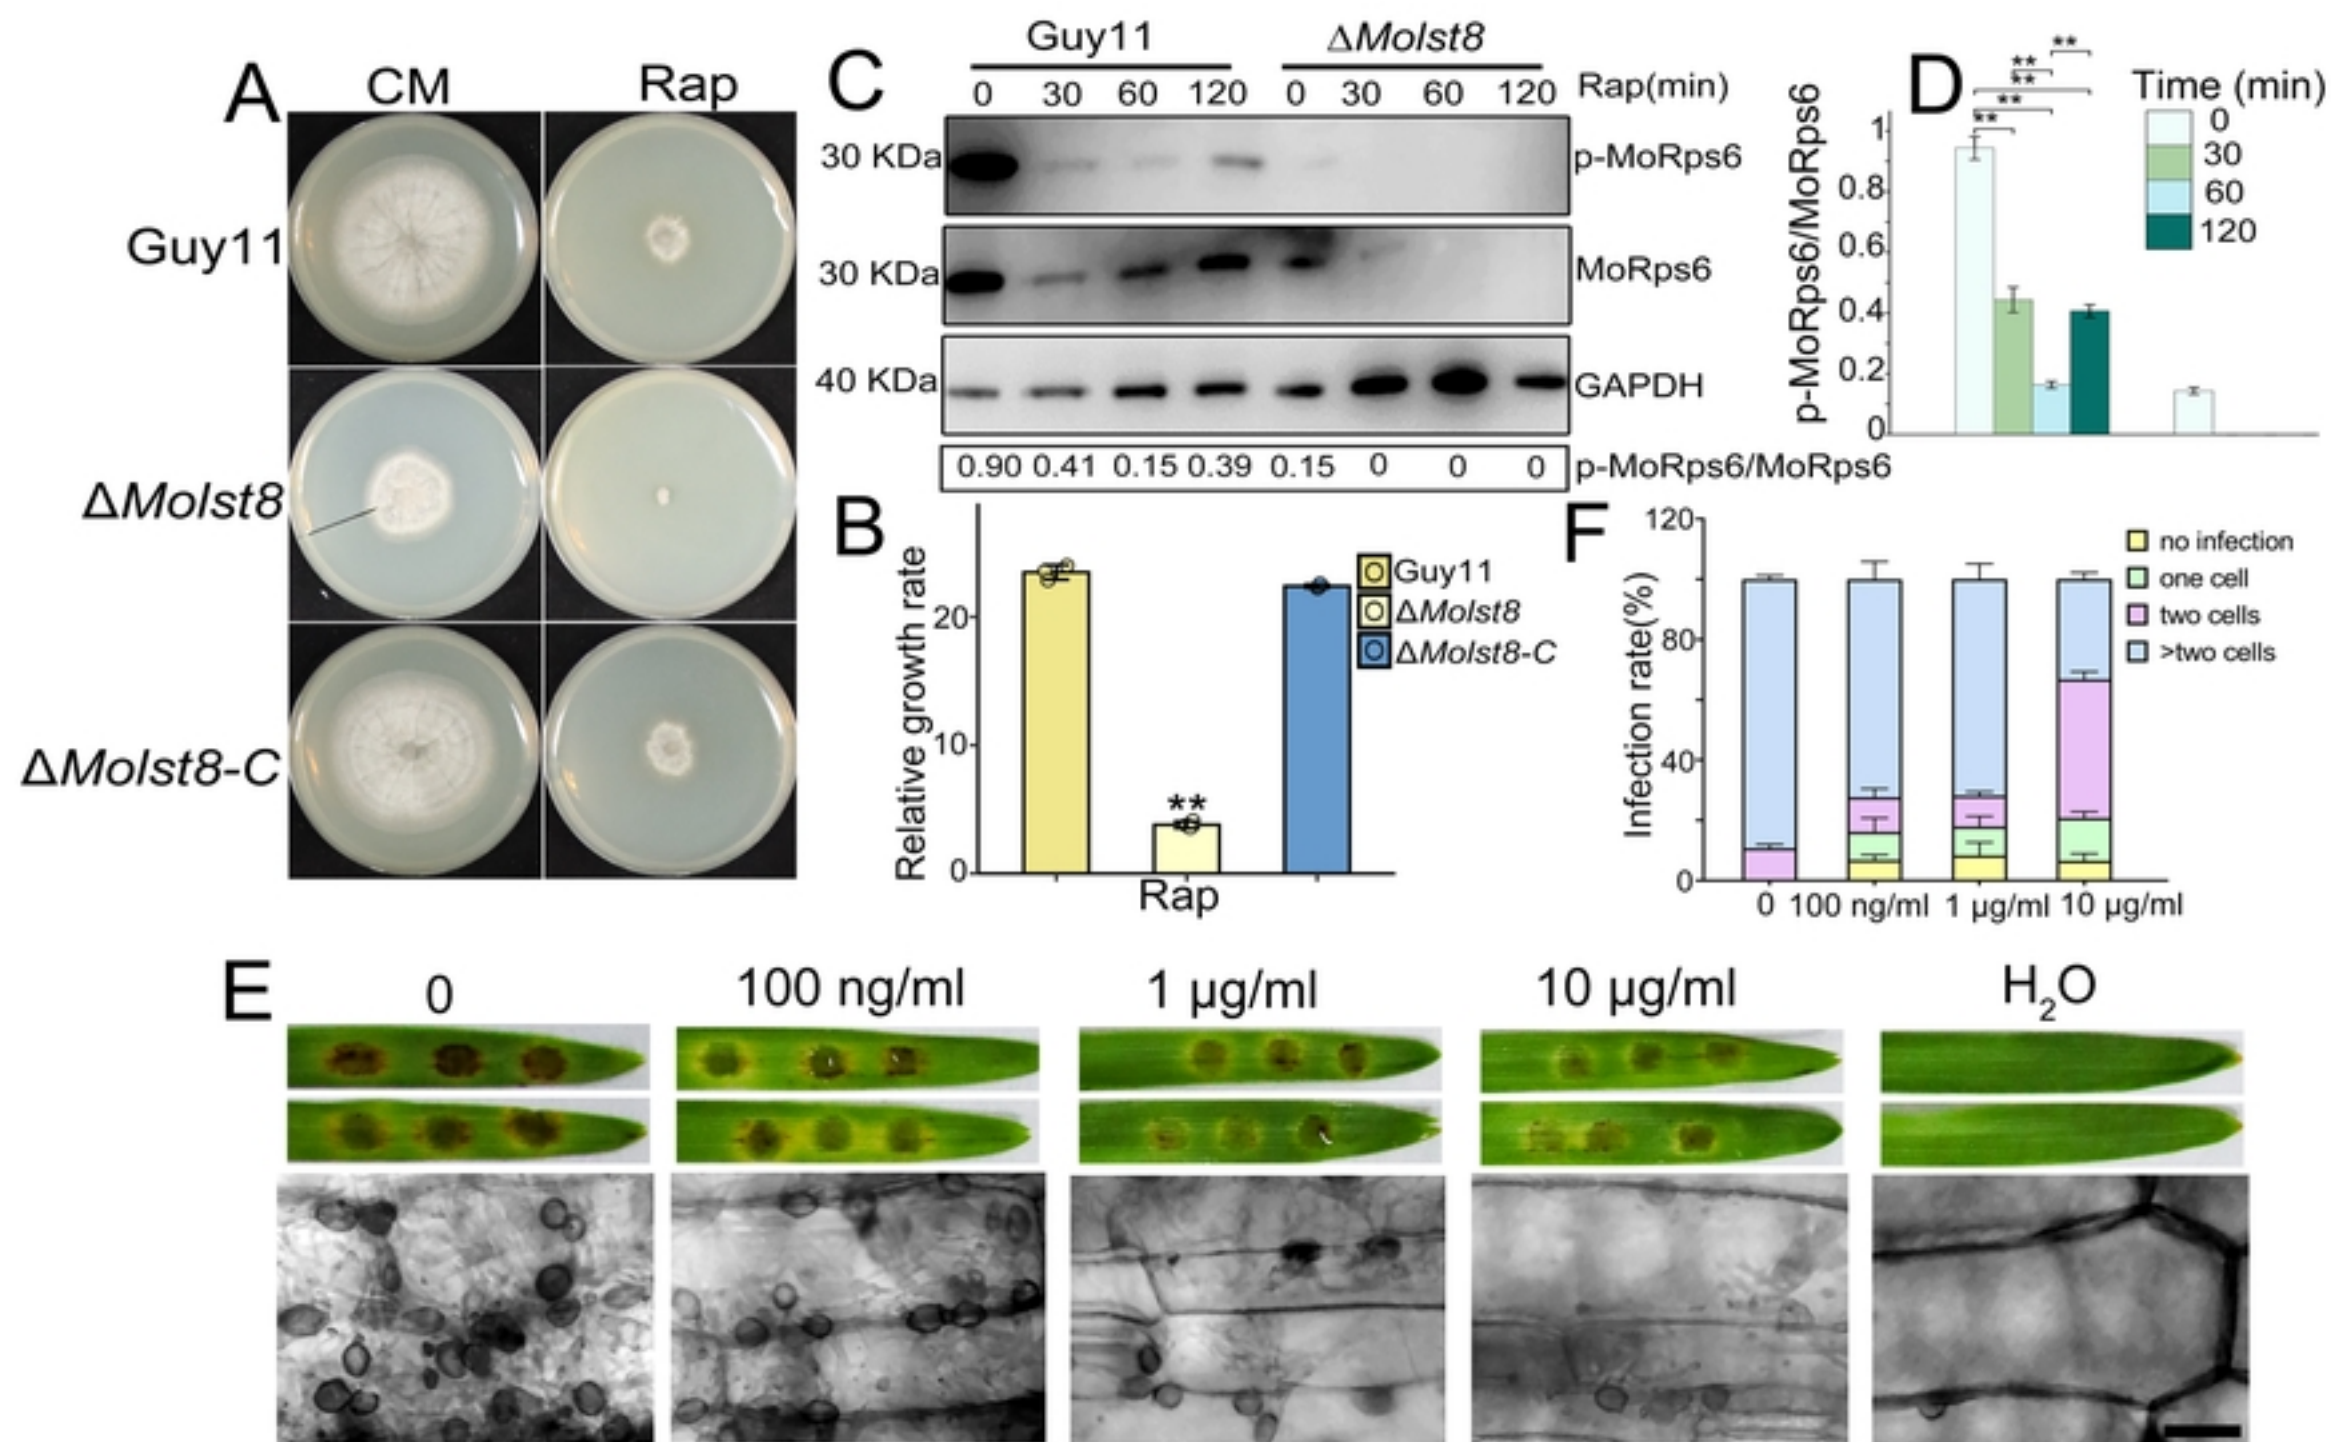 A
CM
Rap
Guy11
ΔMolst8
ΔMolst8-C
C
Guy11
ΔMolst8
0
30
60
120
0
30
60
120
Rap(min)
30 KDa
p-MoRps6
30 KDa
MoRps6
40 KDa
GAPDH
0.90 0.41 0.15 0.39 0.15 0 0 0
p-MoRps6/MoRps6
D
p-MoRps6/MoRps6
1
0.8
0.6
0.4
0.2
0
**
**
**
**
**
Time (min)
0
30
60
120
B
Relative growth rate
20
10
0
**
Rap
Guy11
ΔMolst8
ΔMolst8-C
F
Infection rate(%)
120
80
40
0
0
100 ng/ml
1 μg/ml
10 μg/ml
no infection
one cell
two cells
>two cells
E
0
100 ng/ml
1 μg/ml
10 μg/ml
H₂O